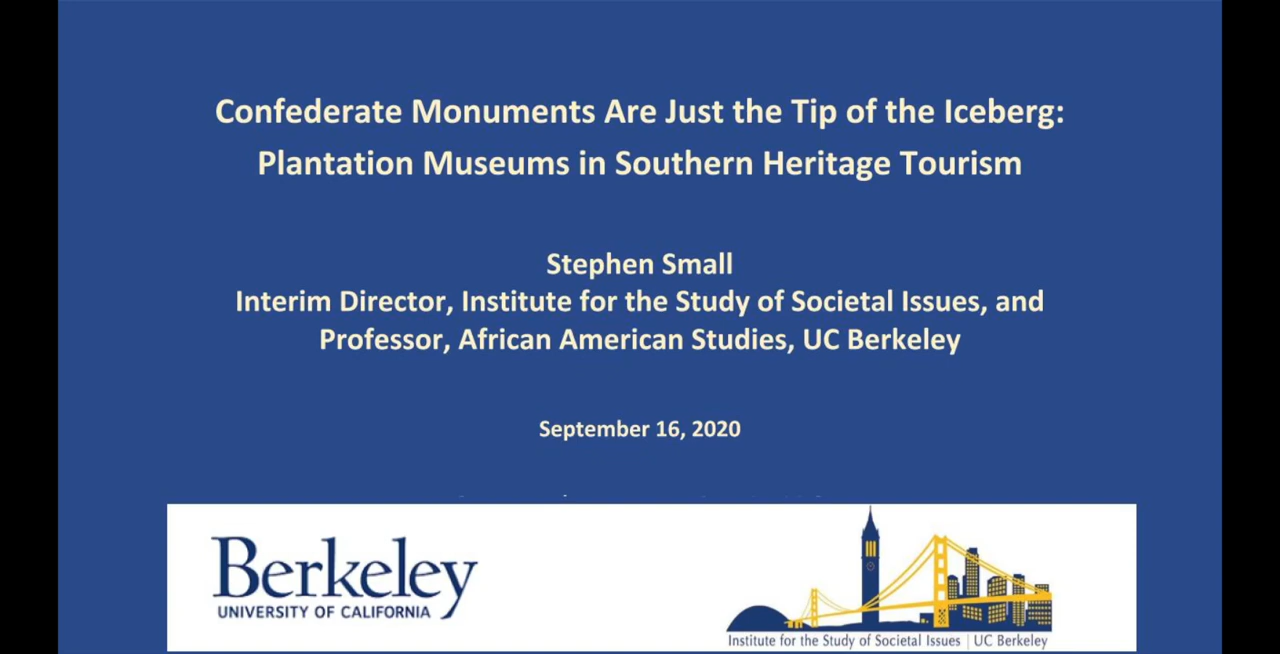 Confederate Monuments Are Just the Tip of the Iceberg:
Plantation Museums in Southern Heritage Tourism
Stephen Small
Interim Director, Institute for the Study of Societal Issues, and
Professor, African American Studies, UC Berkeley
September 16, 2020
Berkeley
UNIVERSITY OF CALIFORNIA
Institute for the Study of Societal Issues | UC Berkeley